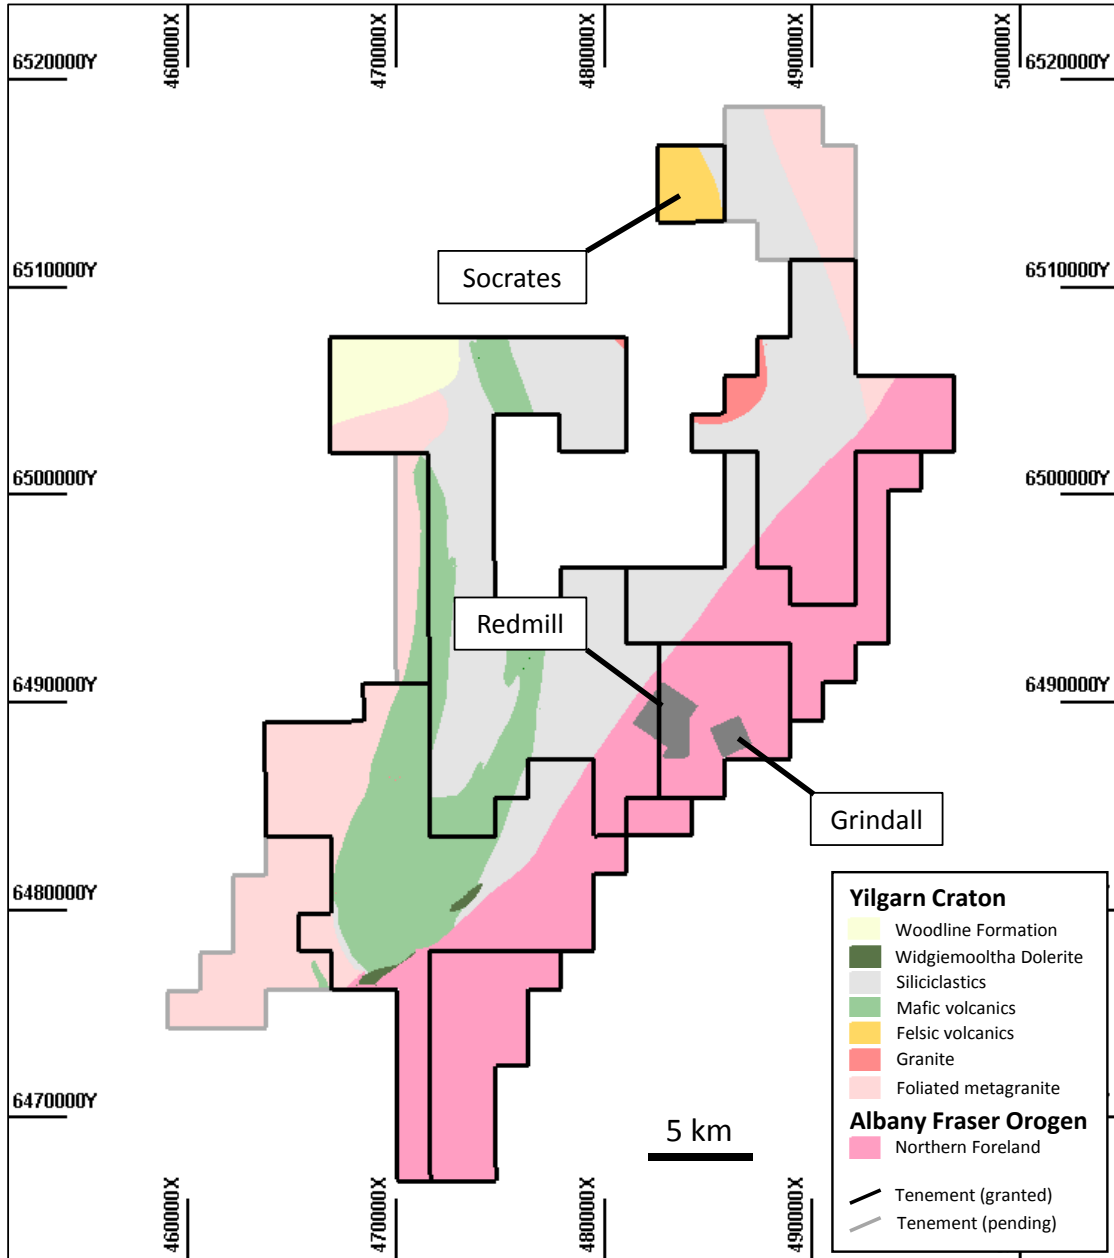 460000X
470000X
480000X
490000X
500000X
6520000Y
6520000Y
Socrates
6510000Y
6510000Y
6500000Y
6500000Y
Redmill
6490000Y
6490000Y
Grindall
6480000Y
6470000Y
5 km
Yilgarn Craton
Woodline Formation
Widgiemooltha Dolerite
Siliciclastics
Mafic volcanics
Felsic volcanics
Granite
Foliated metagranite
Albany Fraser Orogen
Northern Foreland
Tenement (granted)
Tenement (pending)
460000X
470000X
480000X
490000X